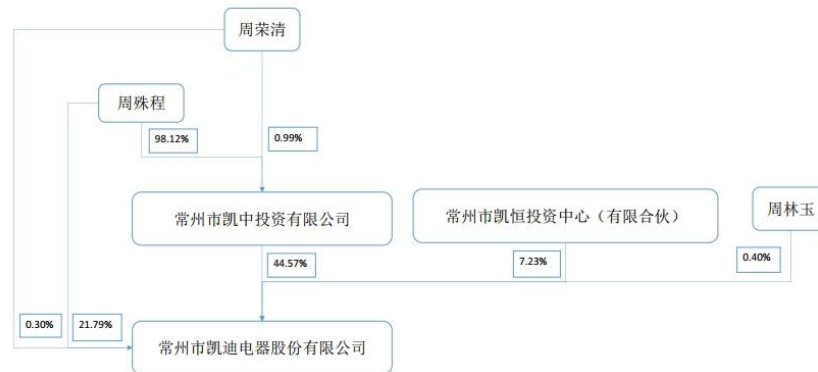 周荣清
周殊程
98.12%
0.99%
常州市凯中投资有限公司
常州市凯恒投资中心（有限合伙）
周林玉
44.57%
7.23%
0.40%
0.30%
21.79%
常州市凯迪电器股份有限公司